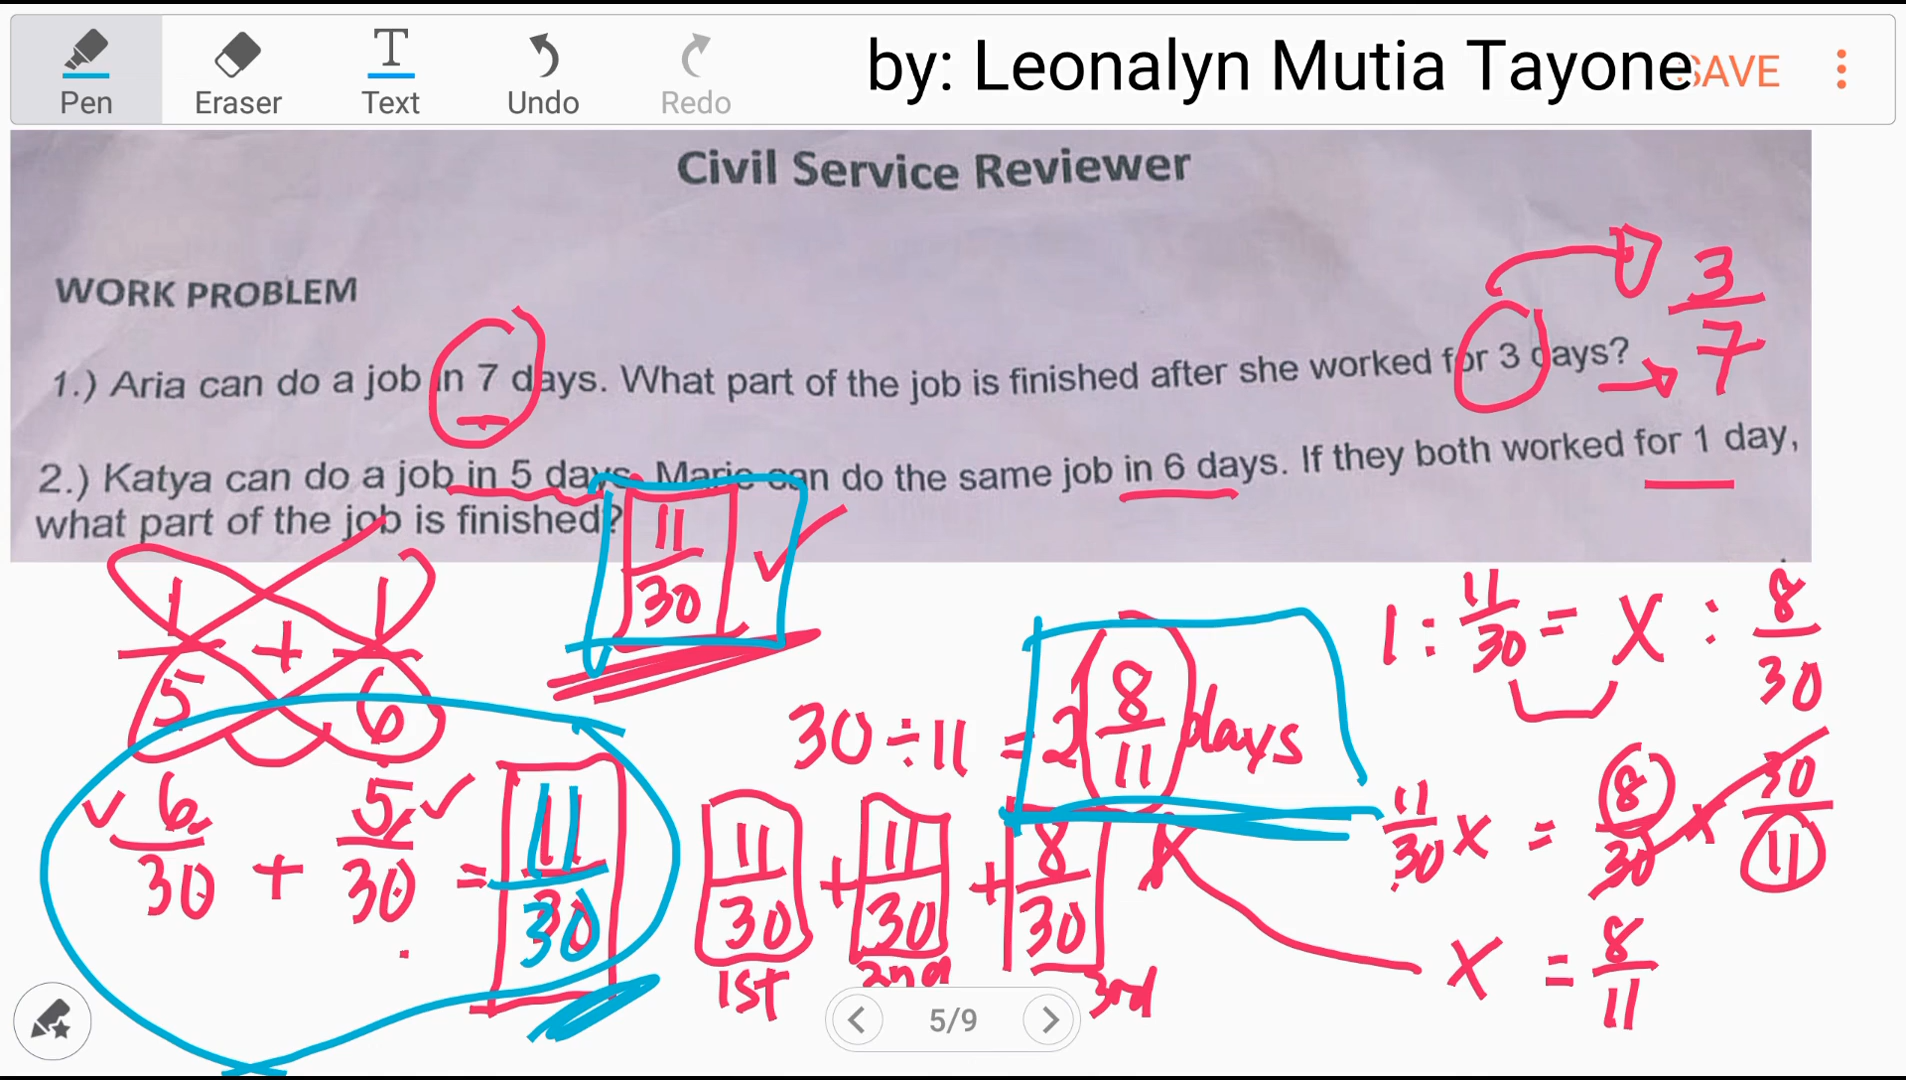 by: Leonalyn Mutia Tayone
SAVE
Pen
Eraser
Text
Undo
Redo
Civil Service Reviewer
WORK PROBLEM
1.) Aria can do a job in 7 days. What part of the job is finished after she worked for 3 days?
3/7
2.) Katya can do a job in 5 days. Marie can do the same job in 6 days. If they both worked for 1 day,
what part of the job is finished?
11/30
1/5 + 1/6
6/30 + 5/30 = 11/30
30 ÷ 11 = 2 8/11 days
11/30 + 11/30 + 8/30
1st 2nd 3rd
1 : 11/30 = X : 8/30
11/30 x = 8/30 x 30/11
x = 8/11
5/9